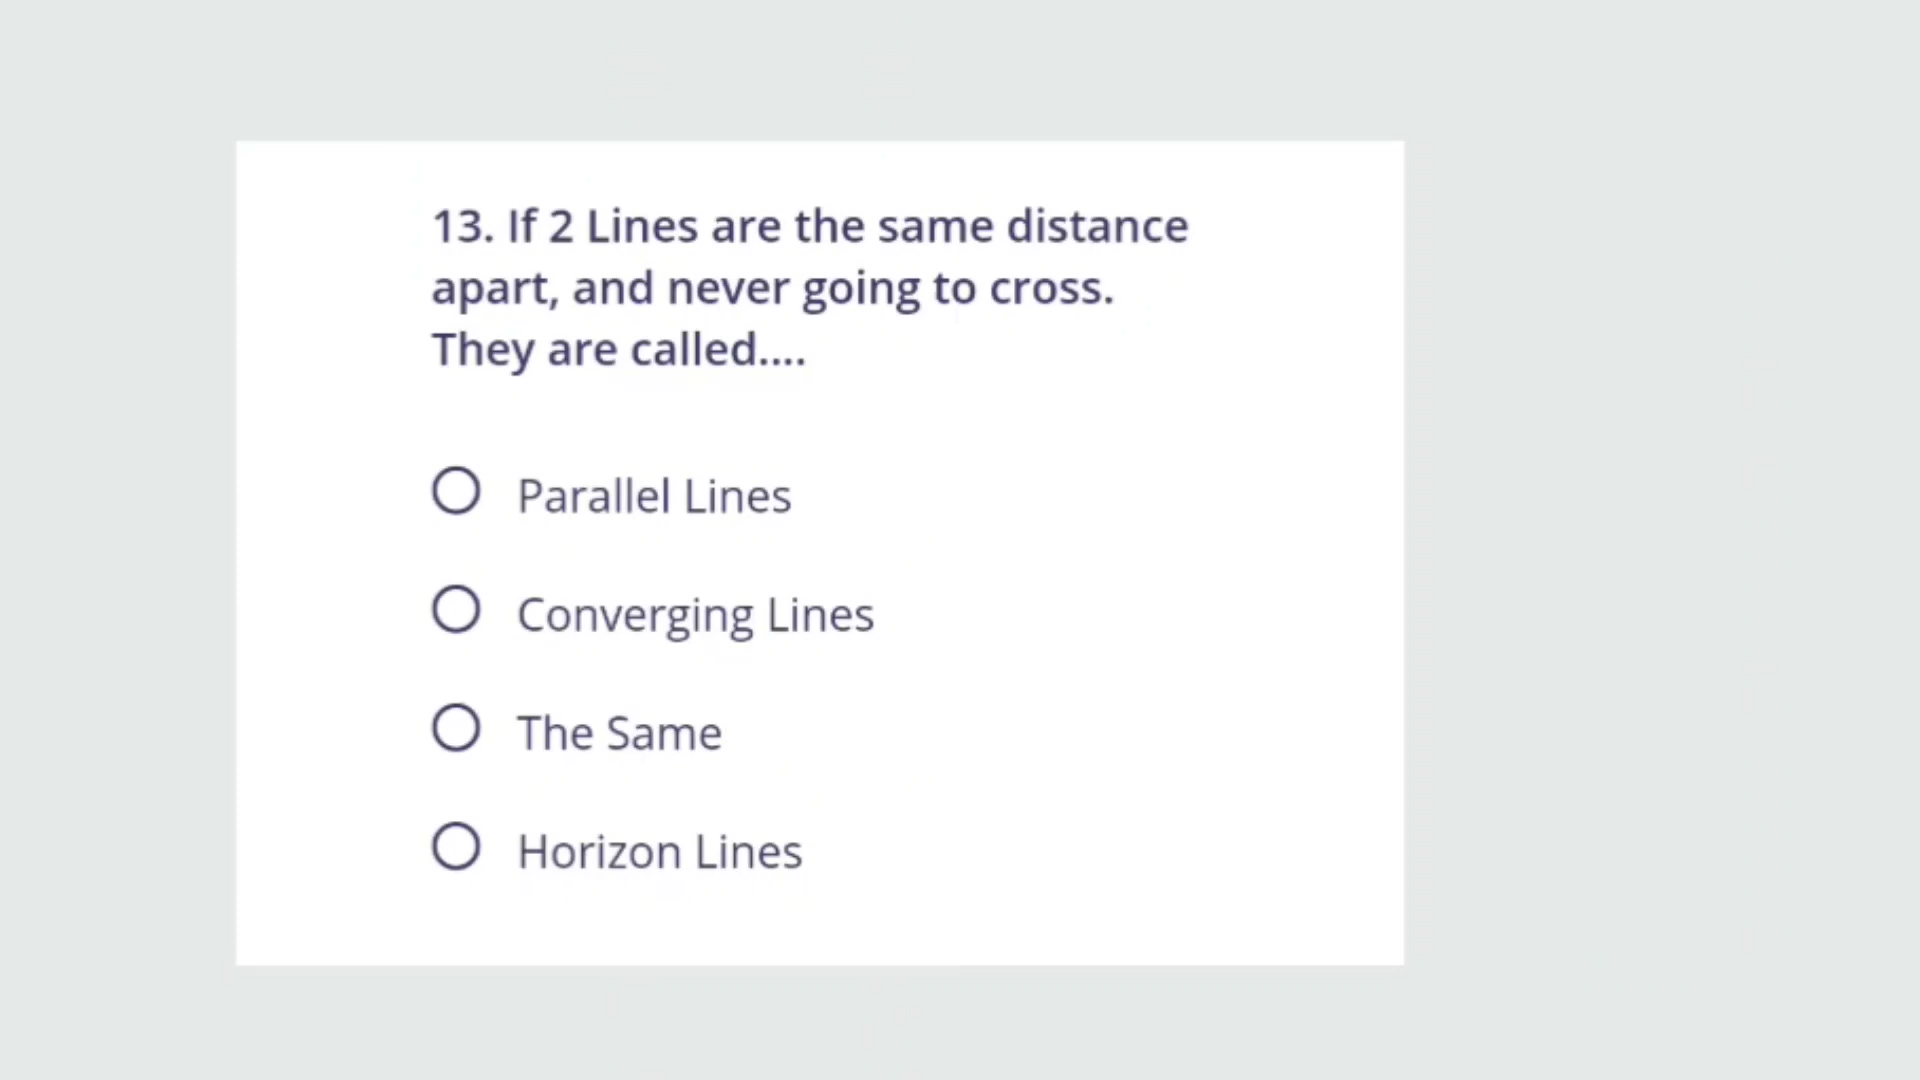 13. If 2 Lines are the same distance
apart, and never going to cross.
They are called....
Parallel Lines
Converging Lines
The Same
Horizon Lines